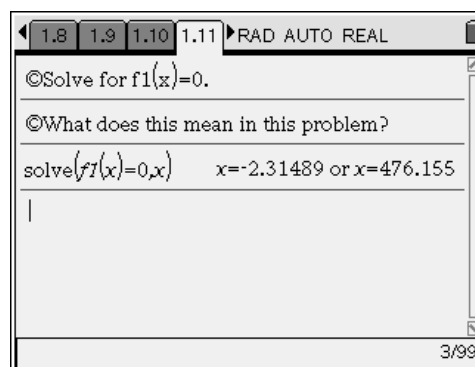 1.8 1.9 1.10 1.11 RAD AUTO REAL
©Solve for f1(x)=0.
©What does this mean in this problem?
solve(f1(x)=0,x) x=-2.31489 or x=476.155
3/99